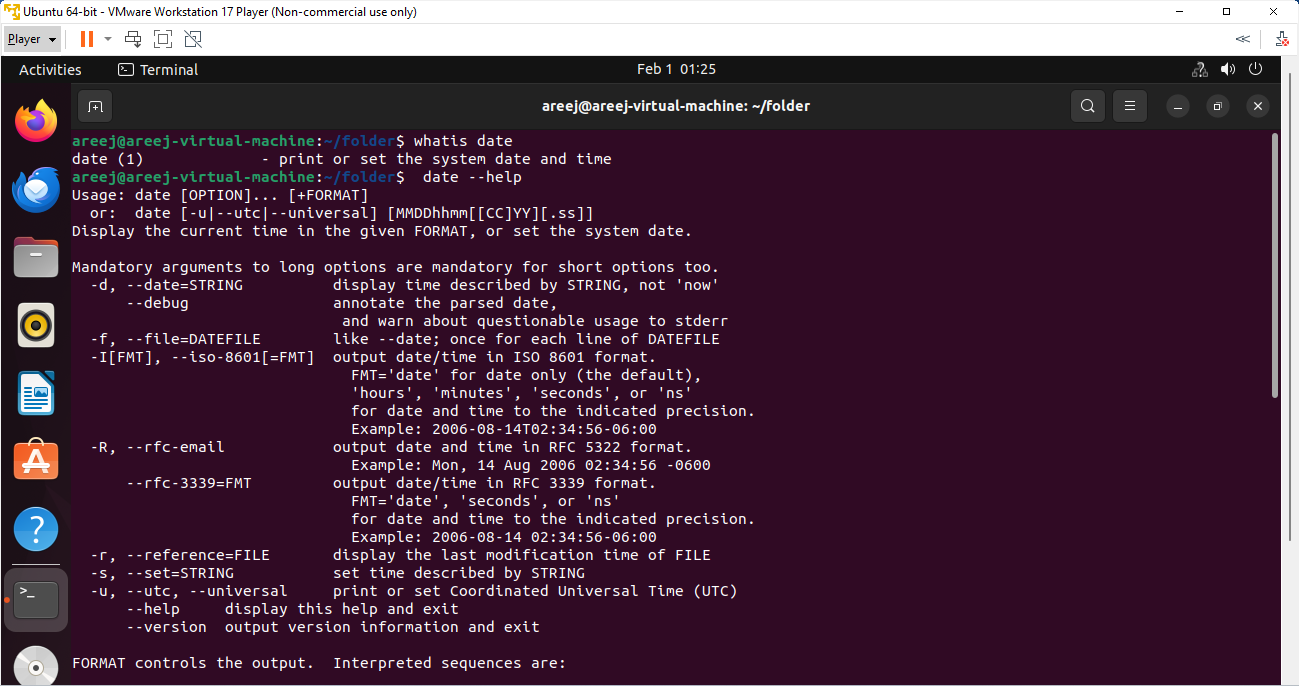 Ubuntu 64-bit - VMware Workstation 17 Player (Non-commercial use only)
Player
Activities
Terminal
Feb 1 01:25
areej@areej-virtual-machine: ~/folder
areej@areej-virtual-machine:~/folder$ whatis date
date (1)             - print or set the system date and time
areej@areej-virtual-machine:~/folder$  date --help
Usage: date [OPTION]... [+FORMAT]
  or:  date [-u|--utc|--universal] [MMDDhhmm[[CC]YY][.ss]]
Display the current time in the given FORMAT, or set the system date.

Mandatory arguments to long options are mandatory for short options too.
  -d, --date=STRING          display time described by STRING, not 'now'
      --debug                annotate the parsed date,
                              and warn about questionable usage to stderr
  -f, --file=DATEFILE        like --date; once for each line of DATEFILE
  -I[FMT], --iso-8601[=FMT]  output date/time in ISO 8601 format.
                               FMT='date' for date only (the default),
                               'hours', 'minutes', 'seconds', or 'ns'
                               for date and time to the indicated precision.
                               Example: 2006-08-14T02:34:56-06:00
  -R, --rfc-email            output date and time in RFC 5322 format.
                               Example: Mon, 14 Aug 2006 02:34:56 -0600
      --rfc-3339=FMT         output date/time in RFC 3339 format.
                               FMT='date', 'seconds', or 'ns'
                               for date and time to the indicated precision.
                               Example: 2006-08-14 02:34:56-06:00
  -r, --reference=FILE       display the last modification time of FILE
  -s, --set=STRING           set time described by STRING
  -u, --utc, --universal     print or set Coordinated Universal Time (UTC)
      --help     display this help and exit
      --version  output version information and exit

FORMAT controls the output.  Interpreted sequences are: